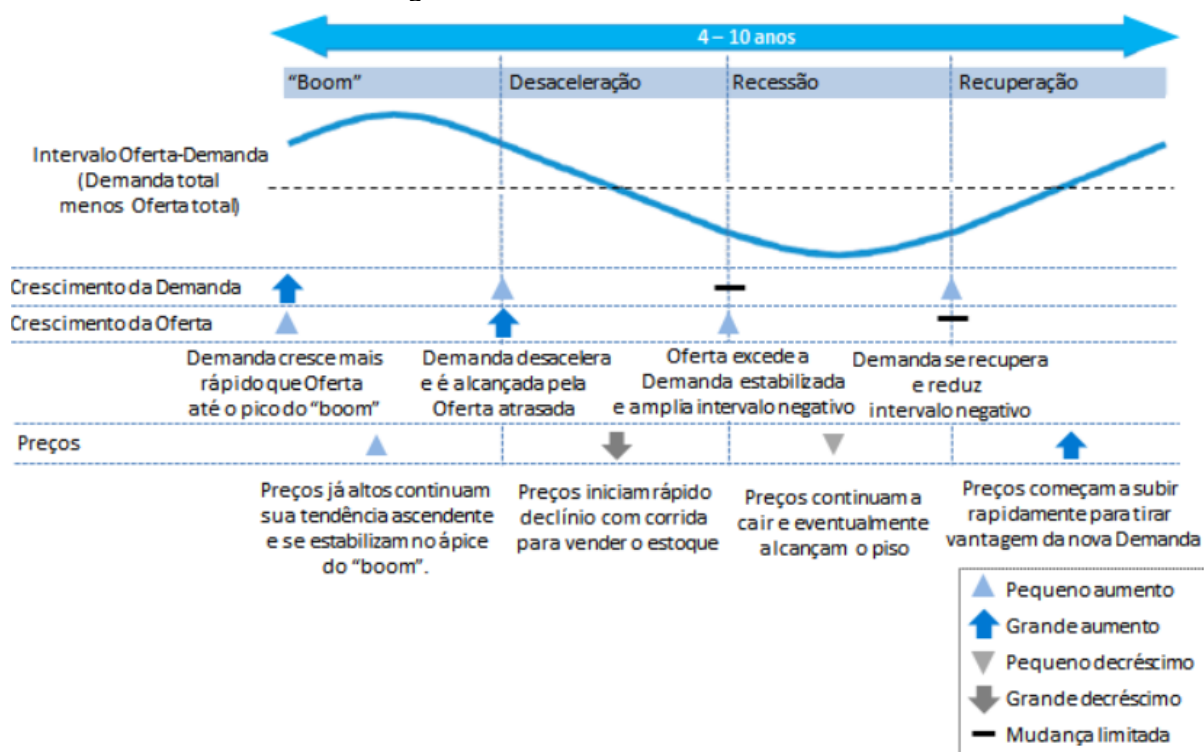 4 – 10 anos
“Boom”
Desaceleração
Recessão
Recuperação
Intervalo Oferta-Demanda
(Demanda total
menos Oferta total)
Crescimento da Demanda
Crescimento da Oferta
Demanda cresce mais
rápido que Oferta
até o pico do “boom”
Demanda desacelera
e é alcançada pela
Oferta atrasada
Oferta excede a
Demanda estabilizada
e amplia intervalo negativo
Demanda se recupera
e reduz
intervalo negativo
Preços
Preços já altos continuam
sua tendência ascendente
e se estabilizam no ápice
do “boom”.
Preços iniciam rápido
declínio com corrida
para vender o estoque
Preços continuam a
cair e eventualmente
alcançam o piso
Preços começam a subir
rapidamente para tirar
vantagem da nova Demanda
Pequeno aumento
Grande aumento
Pequeno decréscimo
Grande decréscimo
Mudança limitada